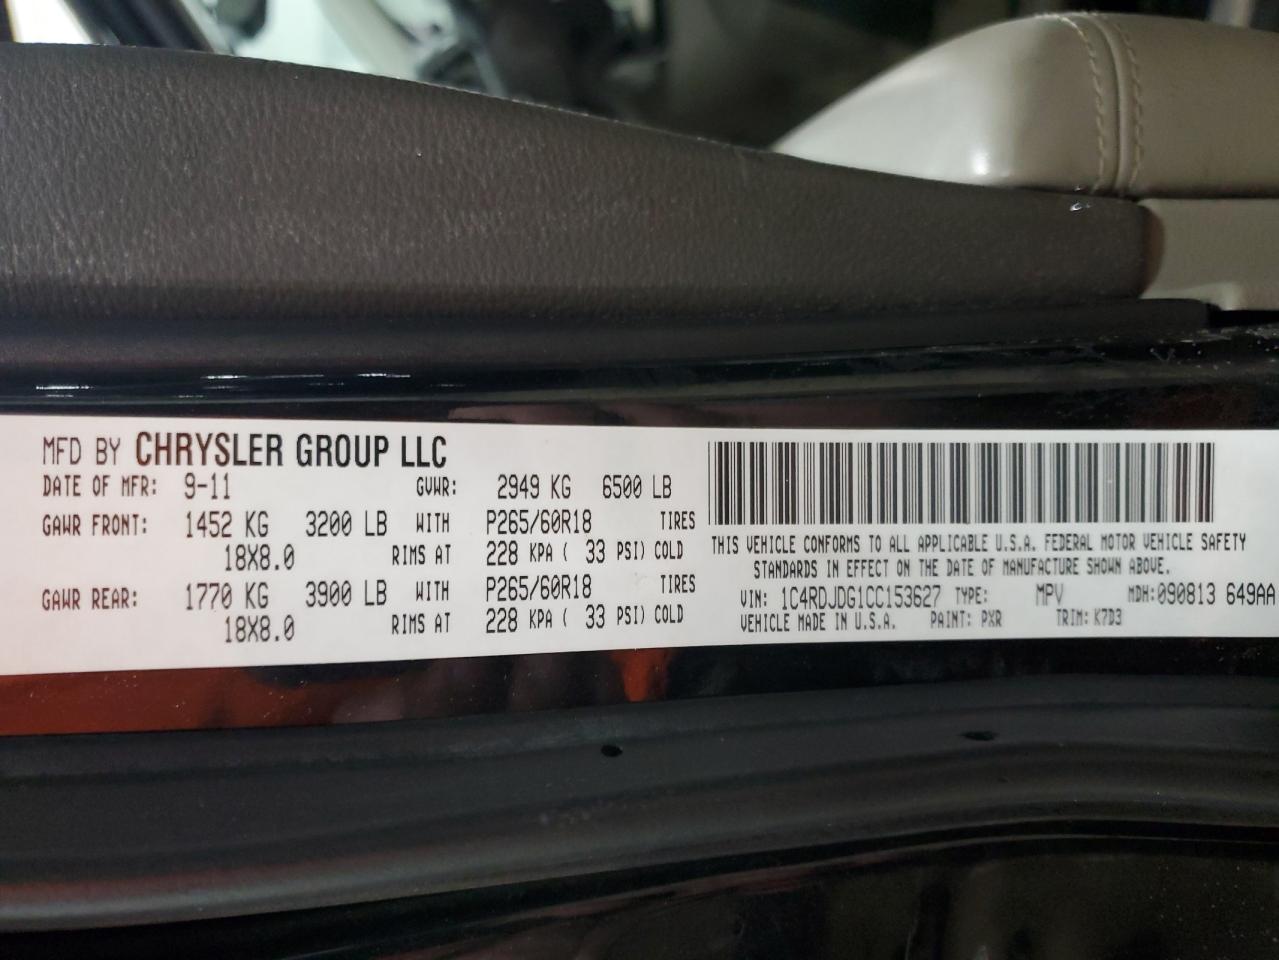 MFD BY CHRYSLER GROUP LLC
DATE OF MFR: 9-11 GVWR: 2949 KG 6500 LB
GAWR FRONT: 1452 KG 3200 LB WITH P265/60R18 TIRES
18X8.0 RIMS AT 228 KPA ( 33 PSI) COLD
GAWR REAR: 1770 KG 3900 LB WITH P265/60R18 TIRES
18X8.0 RIMS AT 228 KPA ( 33 PSI) COLD
THIS VEHICLE CONFORMS TO ALL APPLICABLE U.S.A. FEDERAL MOTOR VEHICLE SAFETY
STANDARDS IN EFFECT ON THE DATE OF MANUFACTURE SHOWN ABOVE.
VIN: 1C4RDJDG1CC153627 TYPE: MPV MDH:090813 649AA
VEHICLE MADE IN U.S.A. PAINT: PXR TRIM: K7D3